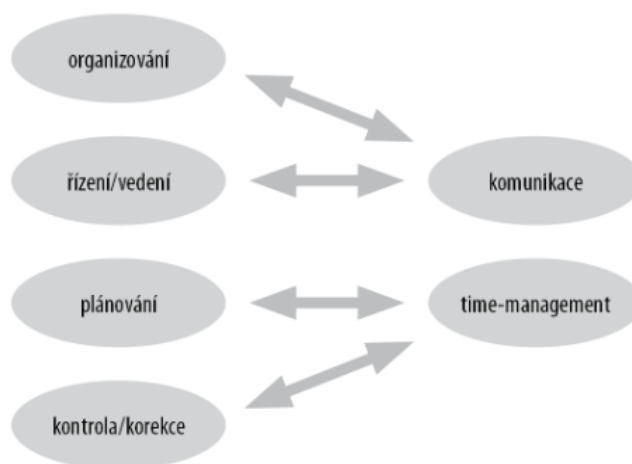 organizování
řízení/vedení
komunikace
plánování
time-management
kontrola/korekce